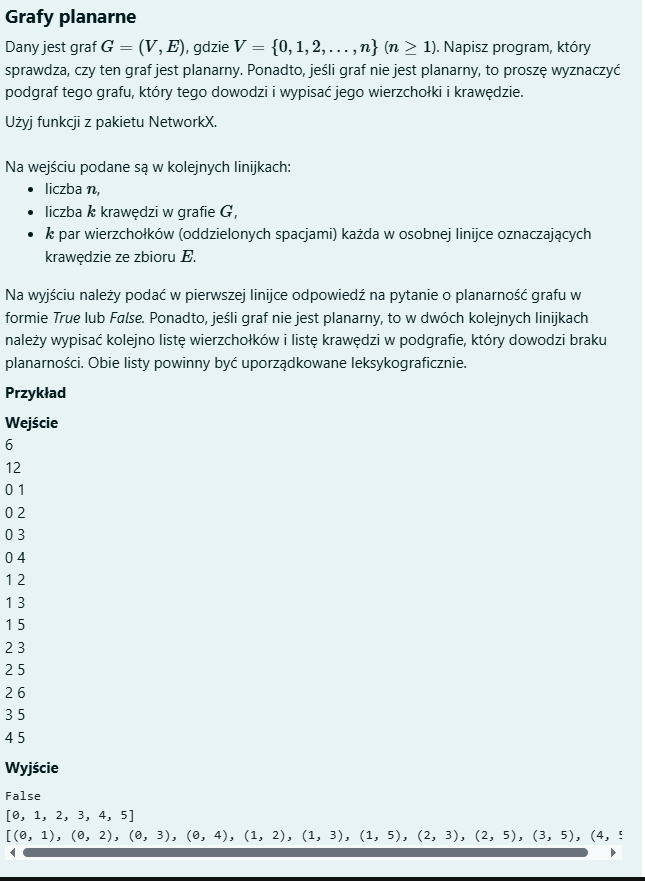 Grafy planarne
Dany jest graf G = (V, E), gdzie V = {0, 1, 2, …, n} (n ≥ 1). Napisz program, który
sprawdza, czy ten graf jest planarny. Ponadto, jeśli graf nie jest planarny, to proszę wyznaczyć
podgraf tego grafu, który tego dowodzi i wypisać jego wierzchołki i krawędzie.
Użyj funkcji z pakietu NetworkX.
Na wejściu podane są w kolejnych linijkach:
• liczba n,
• liczba k krawędzi w grafie G,
• k par wierzchołków (oddzielonych spacjami) każda w osobnej linijce oznaczających
krawędzie ze zbioru E.
Na wyjściu należy podać w pierwszej linijce odpowiedź na pytanie o planarność grafu w
formie True lub False. Ponadto, jeśli graf nie jest planarny, to w dwóch kolejnych linijkach
należy wypisać kolejno listę wierzchołków i listę krawędzi w podgrafie, który dowodzi braku
planarności. Obie listy powinny być uporządkowane leksykograficznie.
Przykład
Wejście
6
12
0 1
0 2
0 3
0 4
1 2
1 3
1 5
2 3
2 5
2 6
3 5
4 5
Wyjście
False
[0, 1, 2, 3, 4, 5]
[(0, 1), (0, 2), (0, 3), (0, 4), (1, 2), (1, 3), (1, 5), (2, 3), (2, 5), (3, 5), (4,